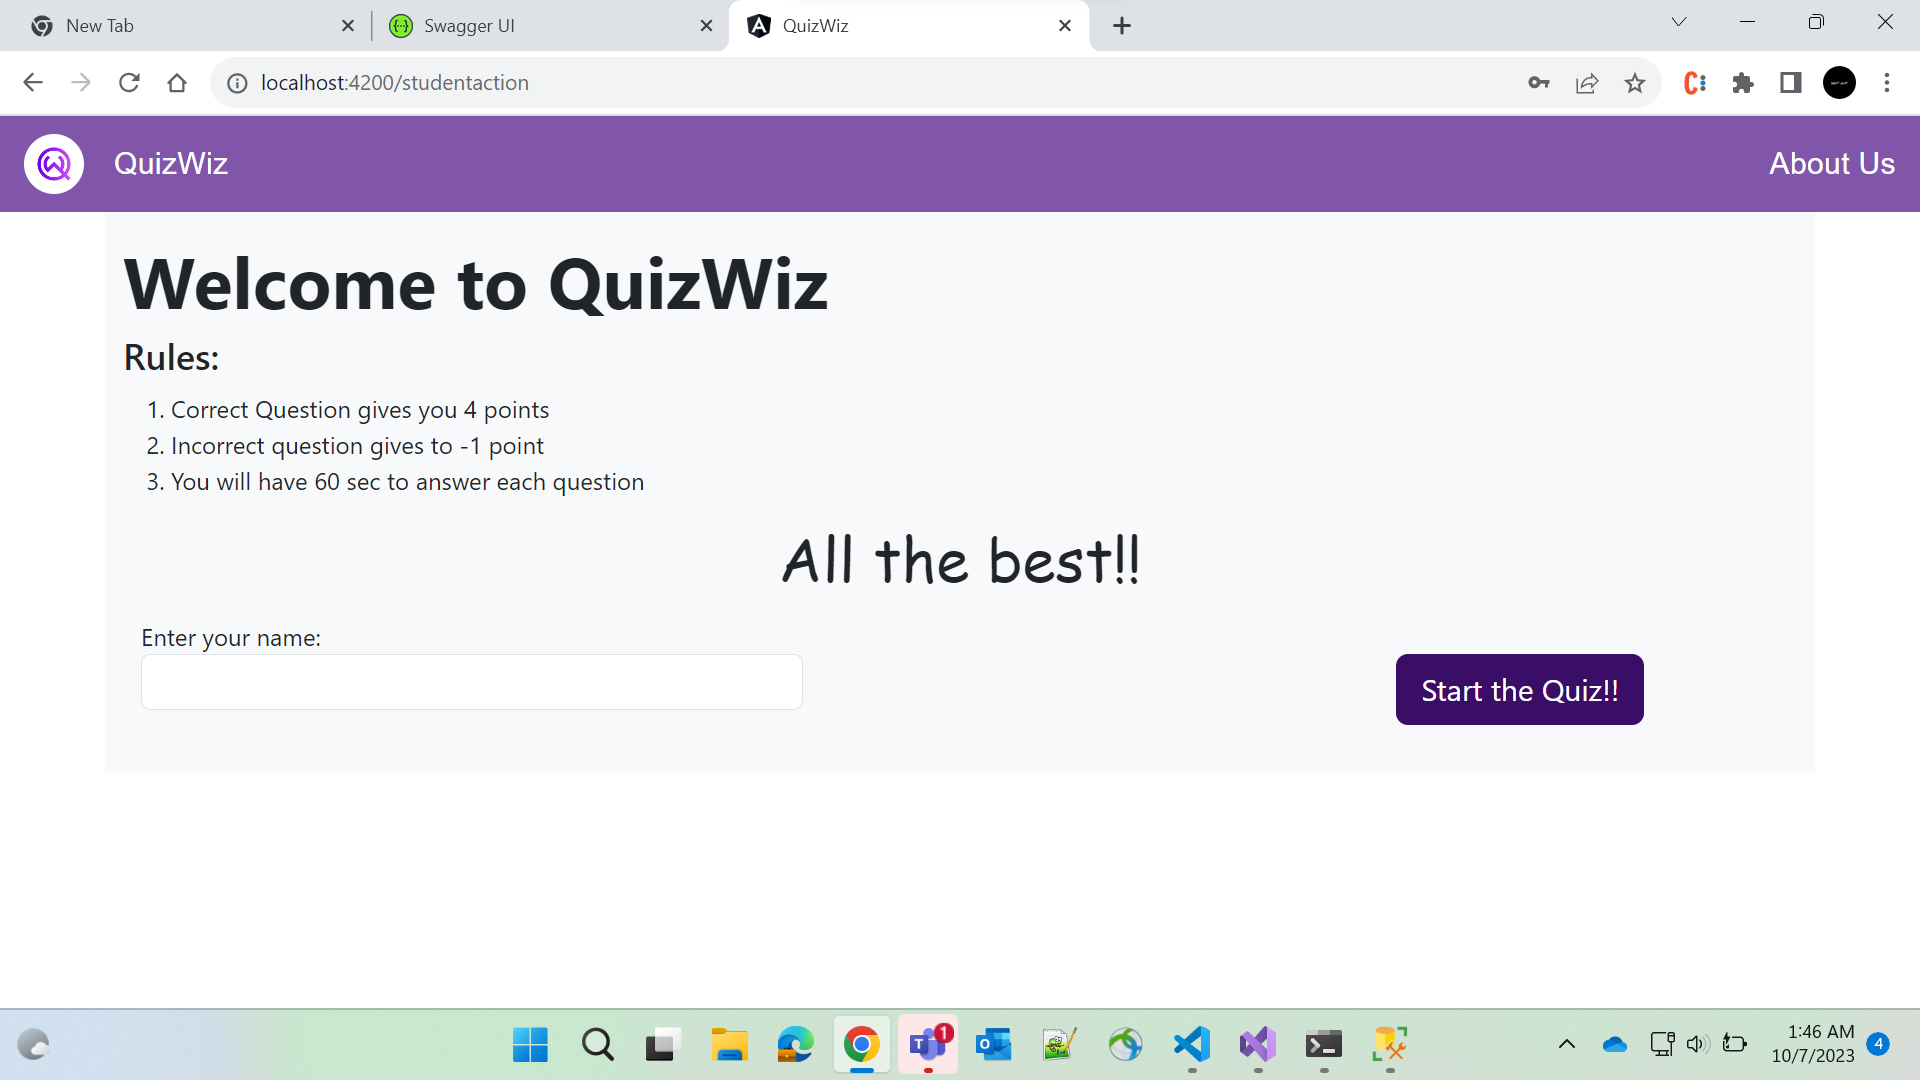 New Tab
Swagger UI
QuizWiz
localhost:4200/studentaction
QuizWiz
About Us
Welcome to QuizWiz
Rules:
1. Correct Question gives you 4 points
2. Incorrect question gives to -1 point
3. You will have 60 sec to answer each question
All the best!!
Enter your name:
Start the Quiz!!
1
1:46 AM
10/7/2023
4